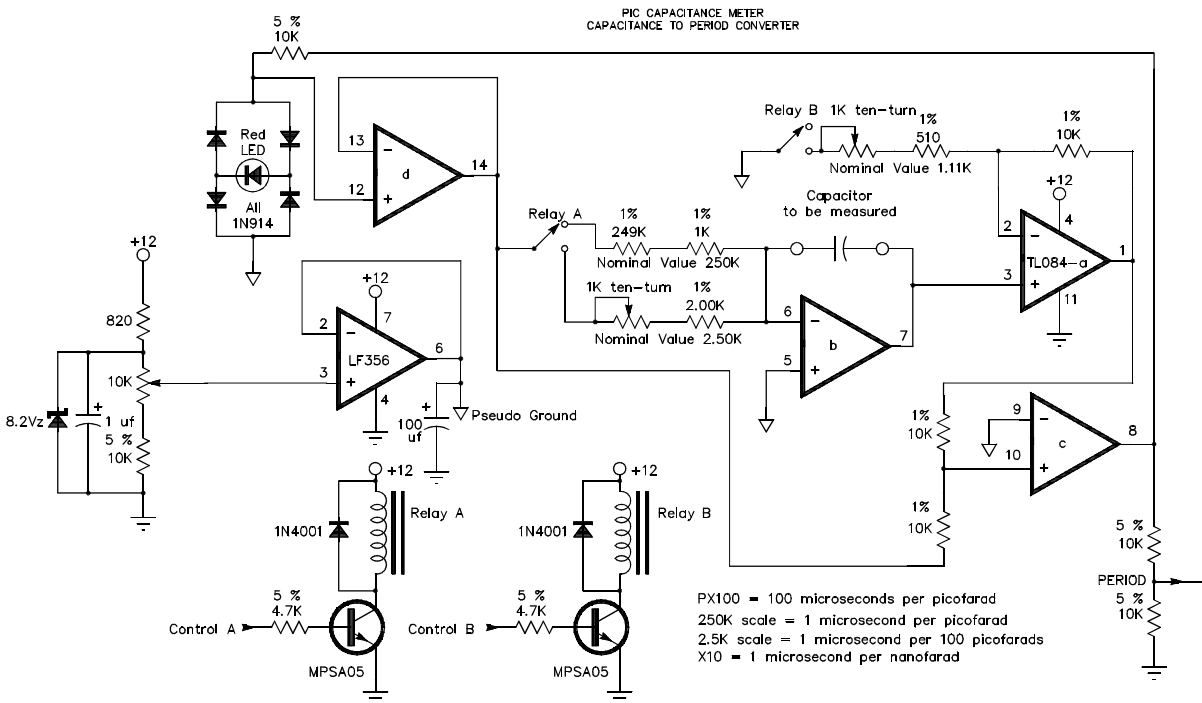 PIC CAPACITANCE METER
CAPACITANCE TO PERIOD CONVERTER
5 %
10K
Red
LED
All
1N914
13
−
12
+
d
14
Relay B
1K ten-turn
1%
510
Nominal Value 1.11K
1%
10K
+12
4
2
−
TL084-a
1
3
+
11
Capacitor
to be measured
Relay A
1%
249K
1%
1K
Nominal Value 250K
1K ten-turn
1%
2.00K
Nominal Value 2.50K
6
−
b
7
5
+
+12
820
10K
8.2Vz
+
1 uf
5 %
10K
+12
7
2
−
LF356
6
3
+
4
+
100
uf
Pseudo Ground
1%
10K
9
−
c
8
10
+
1%
10K
5 %
10K
PERIOD
5 %
10K
+12
1N4001
Relay A
5 %
4.7K
Control A
MPSA05
+12
1N4001
Relay B
5 %
4.7K
Control B
MPSA05
PX100 = 100 microseconds per picofarad
250K scale = 1 microsecond per picofarad
2.5K scale = 1 microsecond per 100 picofarads
X10 = 1 microsecond per nanofarad